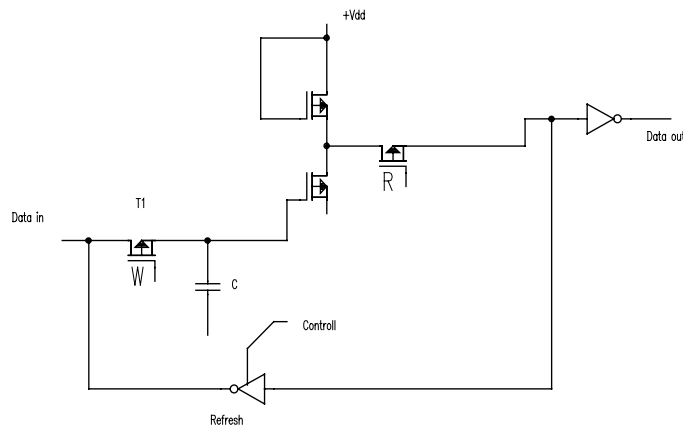 +Vdd
Data out
R
T1
Data in
W
C
Controll
Refresh